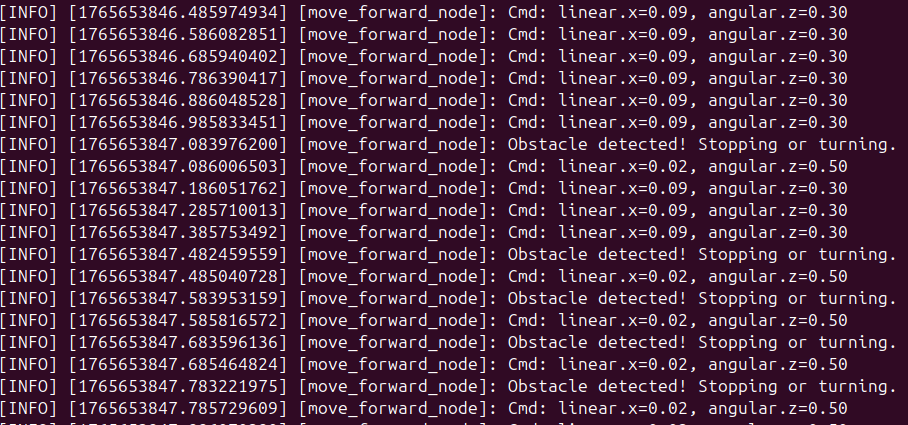 [INFO] [1765653846.485974934] [move_forward_node]: Cmd: linear.x=0.09, angular.z=0.30
[INFO] [1765653846.586082851] [move_forward_node]: Cmd: linear.x=0.09, angular.z=0.30
[INFO] [1765653846.685940402] [move_forward_node]: Cmd: linear.x=0.09, angular.z=0.30
[INFO] [1765653846.786390417] [move_forward_node]: Cmd: linear.x=0.09, angular.z=0.30
[INFO] [1765653846.886048528] [move_forward_node]: Cmd: linear.x=0.09, angular.z=0.30
[INFO] [1765653846.985833451] [move_forward_node]: Cmd: linear.x=0.09, angular.z=0.30
[INFO] [1765653847.083976200] [move_forward_node]: Obstacle detected! Stopping or turning.
[INFO] [1765653847.086006503] [move_forward_node]: Cmd: linear.x=0.02, angular.z=0.50
[INFO] [1765653847.186051762] [move_forward_node]: Cmd: linear.x=0.09, angular.z=0.30
[INFO] [1765653847.285710013] [move_forward_node]: Cmd: linear.x=0.09, angular.z=0.30
[INFO] [1765653847.385753492] [move_forward_node]: Cmd: linear.x=0.09, angular.z=0.30
[INFO] [1765653847.482459559] [move_forward_node]: Obstacle detected! Stopping or turning.
[INFO] [1765653847.485040728] [move_forward_node]: Cmd: linear.x=0.02, angular.z=0.50
[INFO] [1765653847.583953159] [move_forward_node]: Obstacle detected! Stopping or turning.
[INFO] [1765653847.585816572] [move_forward_node]: Cmd: linear.x=0.02, angular.z=0.50
[INFO] [1765653847.683596136] [move_forward_node]: Obstacle detected! Stopping or turning.
[INFO] [1765653847.685464824] [move_forward_node]: Cmd: linear.x=0.02, angular.z=0.50
[INFO] [1765653847.783221975] [move_forward_node]: Obstacle detected! Stopping or turning.
[INFO] [1765653847.785729609] [move_forward_node]: Cmd: linear.x=0.02, angular.z=0.50